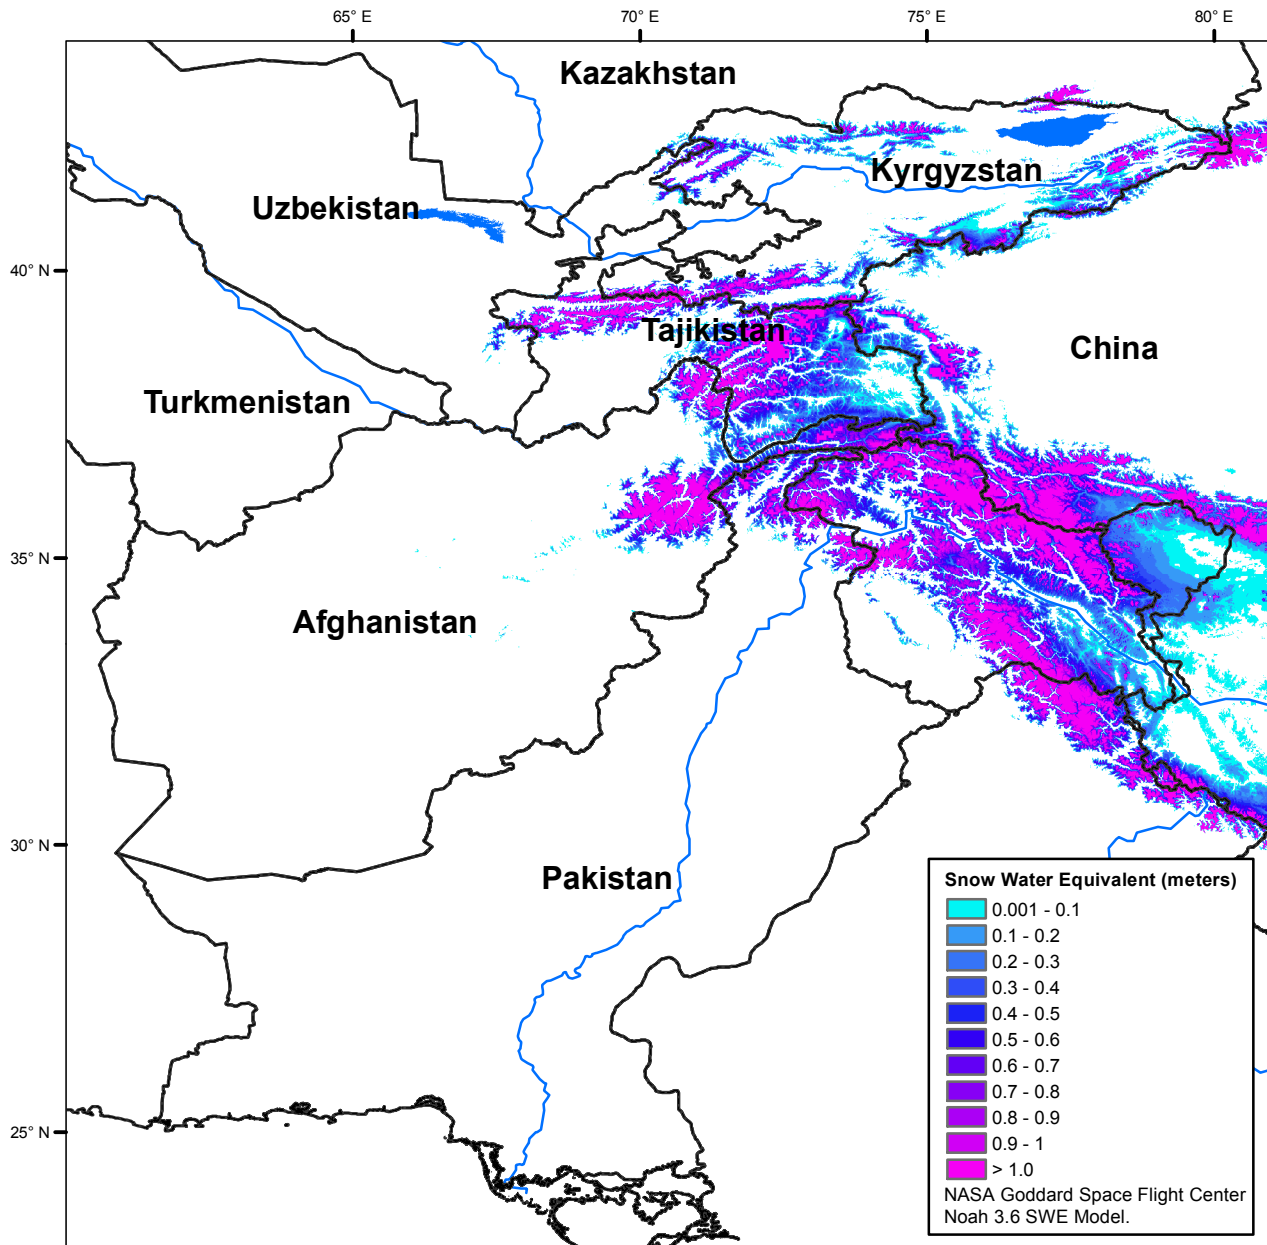 65° E
70° E
75° E
80° E
Kazakhstan
Kyrgyzstan
Uzbekistan
40° N
Tajikistan
China
Turkmenistan
35° N
Afghanistan
30° N
Pakistan
25° N
Snow Water Equivalent (meters)
0.001 - 0.1
0.1 - 0.2
0.2 - 0.3
0.3 - 0.4
0.4 - 0.5
0.5 - 0.6
0.6 - 0.7
0.7 - 0.8
0.8 - 0.9
0.9 - 1
> 1.0
NASA Goddard Space Flight Center
Noah 3.6 SWE Model.